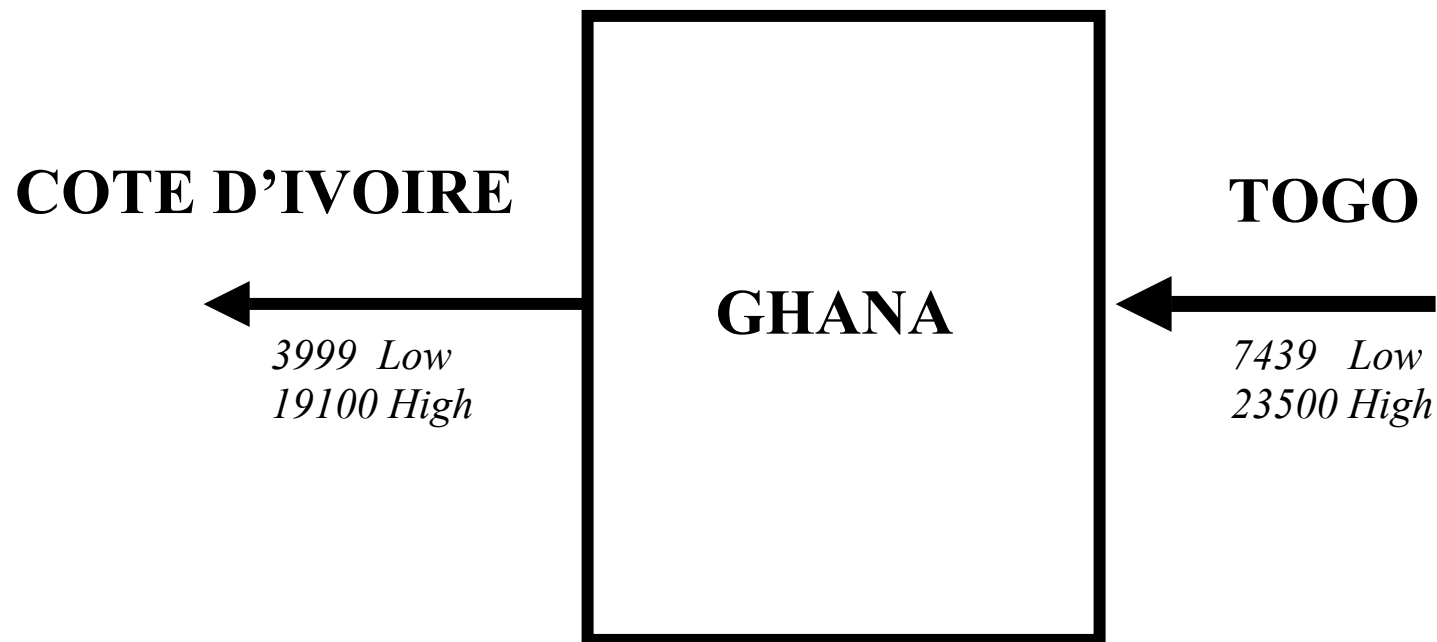 COTE D’IVOIRE
3999 Low
19100 High
GHANA
TOGO
7439 Low
23500 High